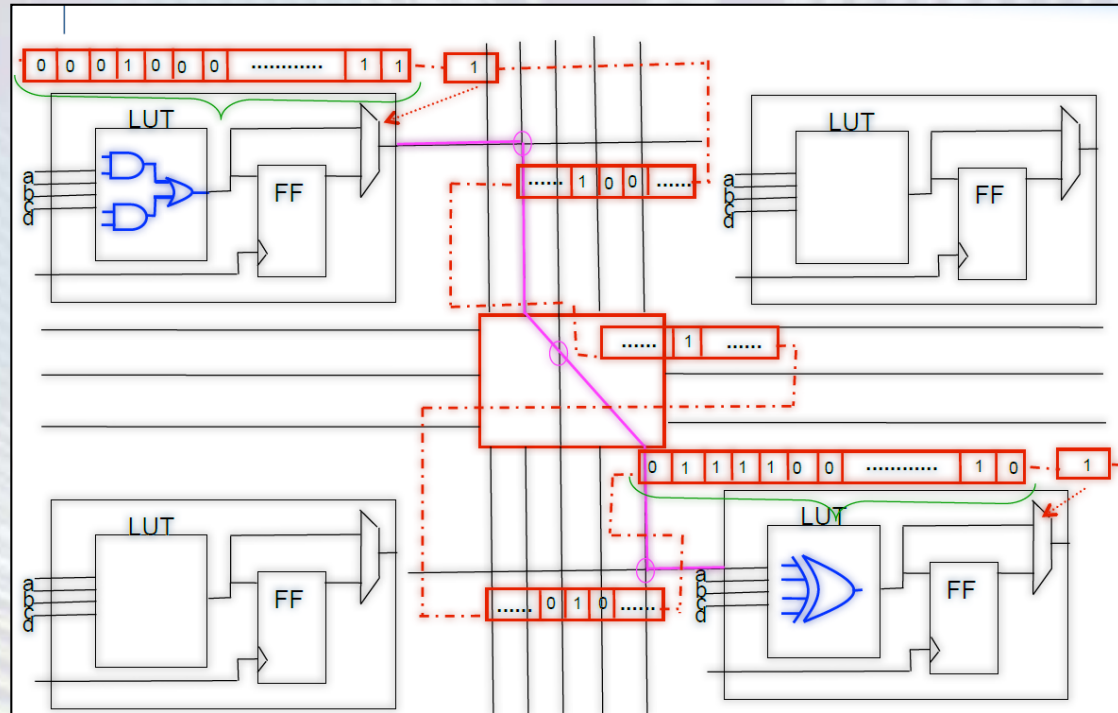 0 0 0 1 0 0 0 ............ 1 1 1
LUT
a
b
c
d
FF
...... 1 0 0 ......
LUT
a
b
c
d
FF
...... 1 ......
0 1 1 1 1 0 0 ............ 1 0 1
LUT
a
b
c
d
FF
...... 0 1 0 ......
LUT
a
b
c
d
FF